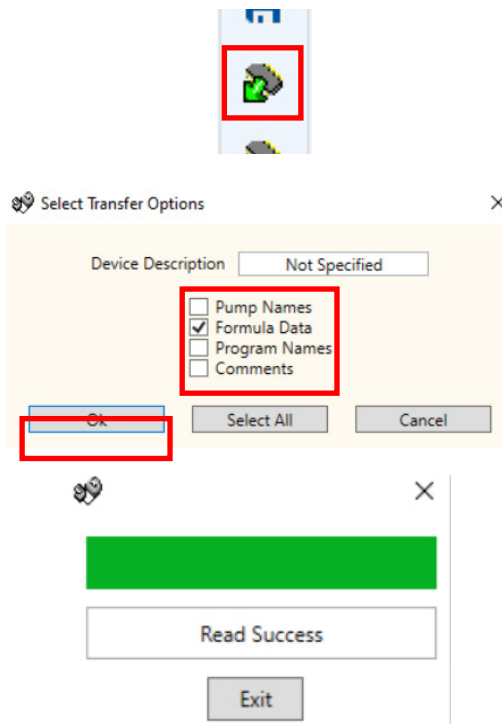 Select Transfer Options
Device Description Not Specified
Pump Names
Formula Data
Program Names
Comments
Ok Select All Cancel
Read Success
Exit